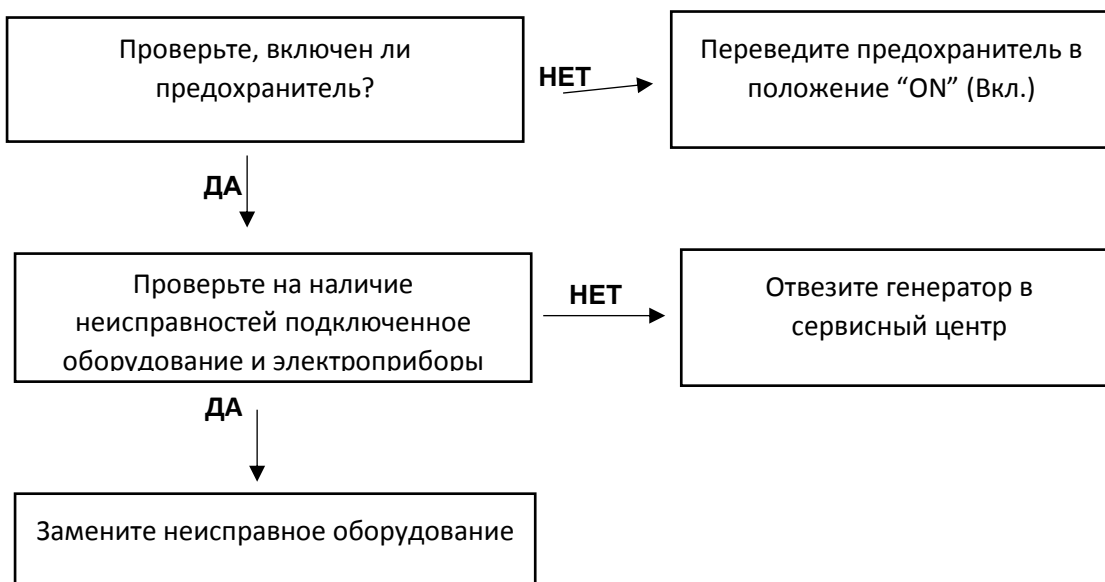 Проверьте, включен ли
предохранитель?
НЕТ
Переведите предохранитель в
положение “ON” (Вкл.)
ДА
Проверьте на наличие
неисправностей подключенное
оборудование и электроприборы
НЕТ
Отвезите генератор в
сервисный центр
ДА
Замените неисправное оборудование